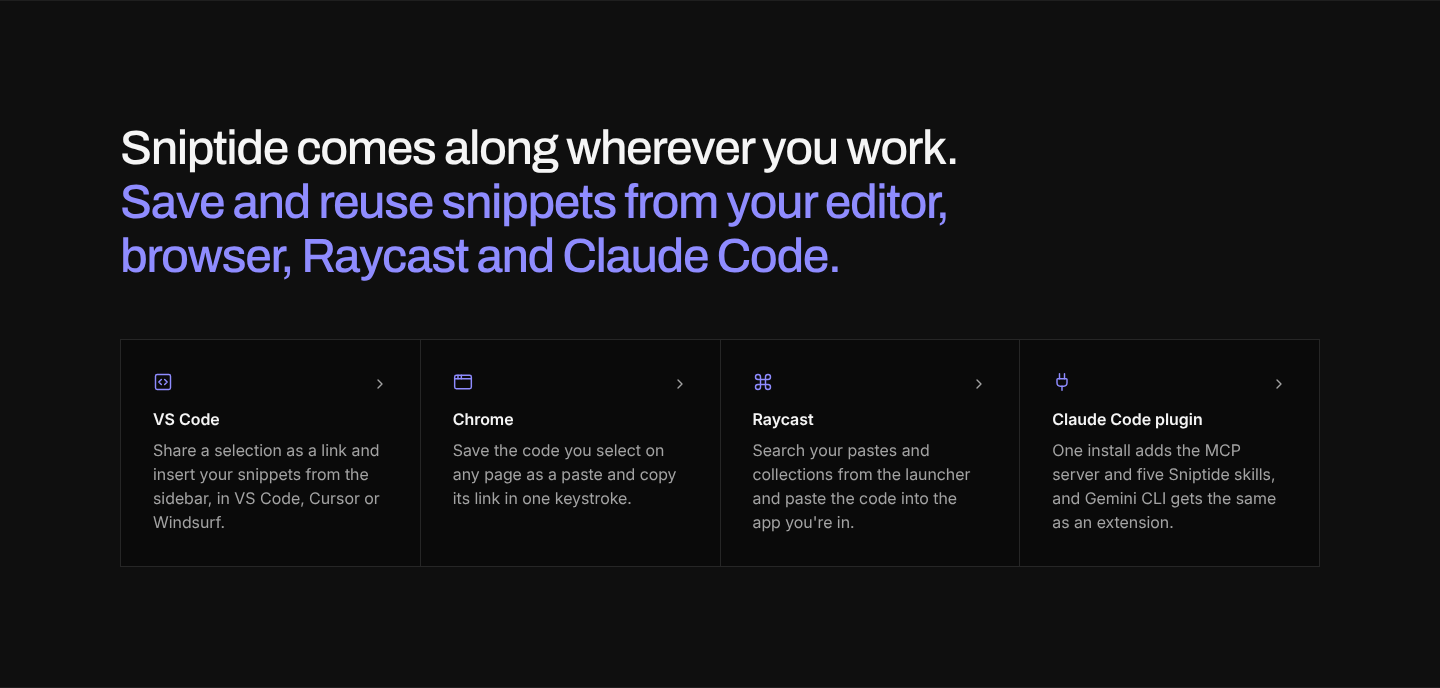 Sniptide comes along wherever you work.
Save and reuse snippets from your editor,
browser, Raycast and Claude Code.
VS Code
Share a selection as a link and
insert your snippets from the
sidebar, in VS Code, Cursor or
Windsurf.
Chrome
Save the code you select on
any page as a paste and copy
its link in one keystroke.
Raycast
Search your pastes and
collections from the launcher
and paste the code into the
app you're in.
Claude Code plugin
One install adds the MCP
server and five Sniptide skills,
and Gemini CLI gets the same
as an extension.